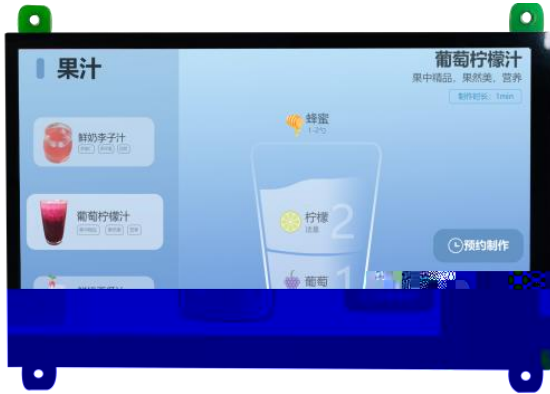 果汁
葡萄柠檬汁
果中精品、果然美，营养
制作时长：1min
蜂蜜
1-2勺
鲜奶李子汁
葡萄柠檬汁
柠檬
适量
2
预约制作
葡萄
1